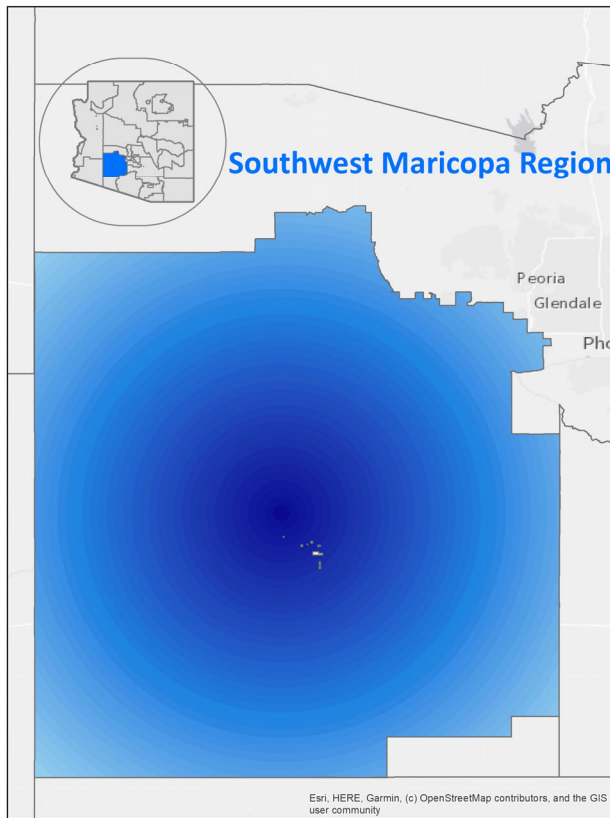 Southwest Maricopa Region
Peoria
Glendale
Pho
Esri, HERE, Garmin, (c) OpenStreetMap contributors, and the GIS
user community